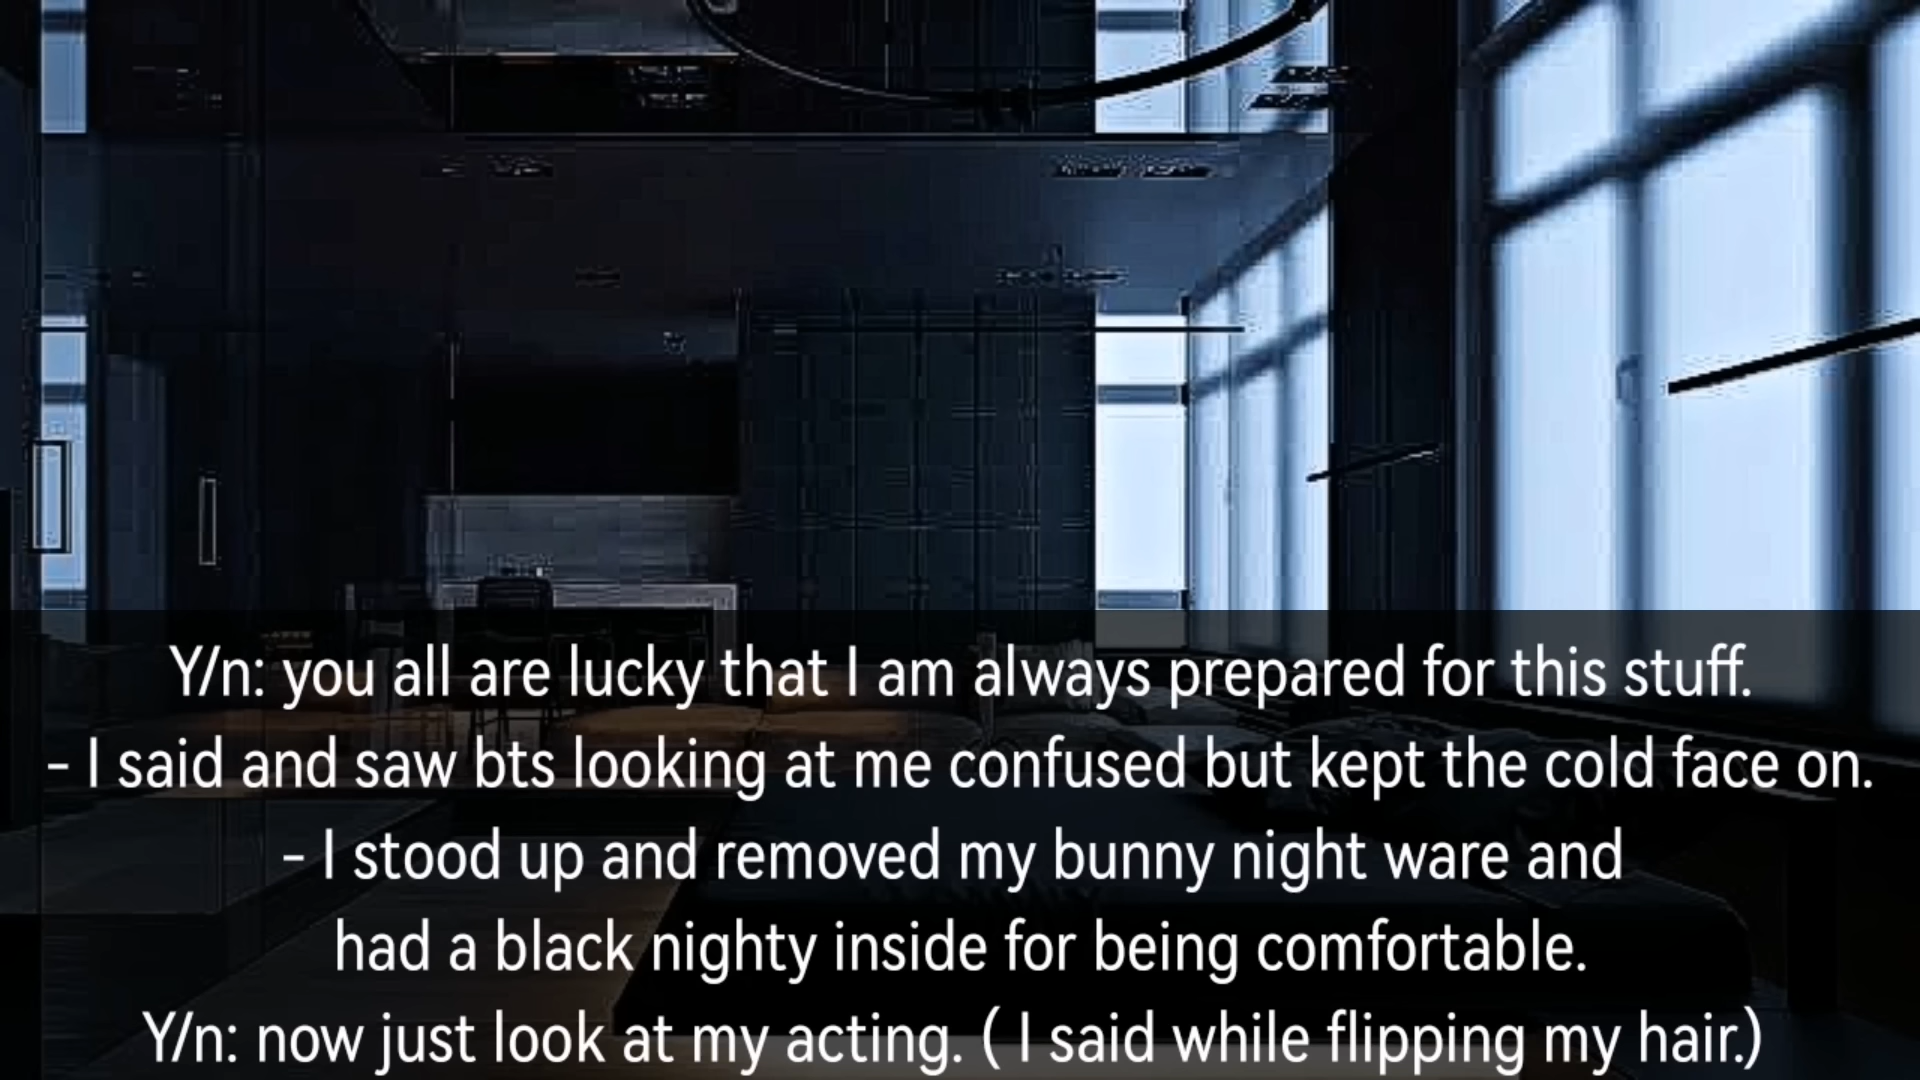 Y/n: you all are lucky that I am always prepared for this stuff.
- I said and saw bts looking at me confused but kept the cold face on.
- I stood up and removed my bunny night ware and
had a black nighty inside for being comfortable.
Y/n: now just look at my acting. ( I said while flipping my hair.)